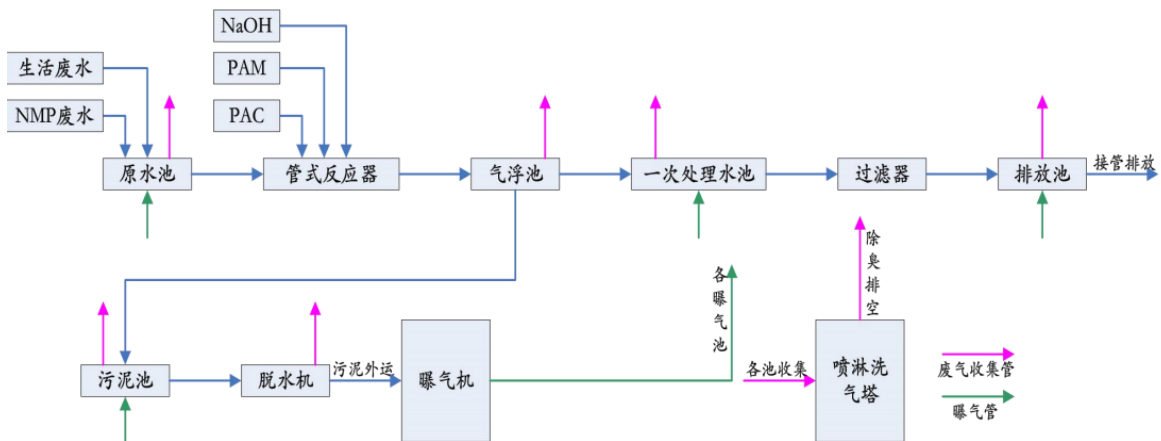 NaOH
生活废水
PAM
NMP废水
PAC
原水池
管式反应器
气浮池
一次处理水池
过滤器
排放池
接管排放
除臭排空
各曝气池
污泥池
脱水机
污泥外运
曝气机
各池收集
喷淋洗
气塔
废气收集管
曝气管